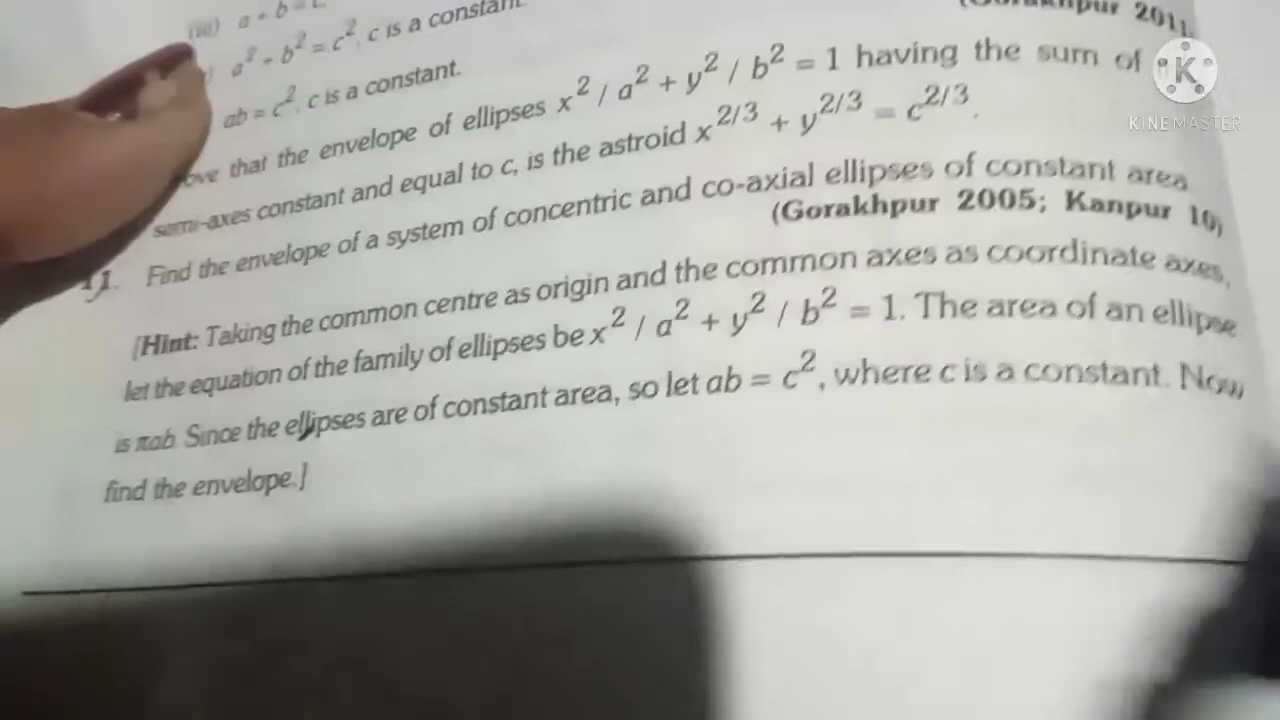 (iii) a + b = c.
a² + b² = c², c is a constant.
ab = c², c is a constant.
that the envelope of ellipses x² / a² + y² / b² = 1 having the sum of
semi-axes constant and equal to c, is the astroid x^2/3 + y^2/3 = c^2/3.
11. Find the envelope of a system of concentric and co-axial ellipses of constant area
(Gorakhpur 2005; Kanpur 10)
[Hint: Taking the common centre as origin and the common axes as coordinate axes,
let the equation of the family of ellipses be x² / a² + y² / b² = 1. The area of an ellipse
is πab. Since the ellipses are of constant area, so let ab = c², where c is a constant. Now
find the envelope.]
K
KINEMASTER